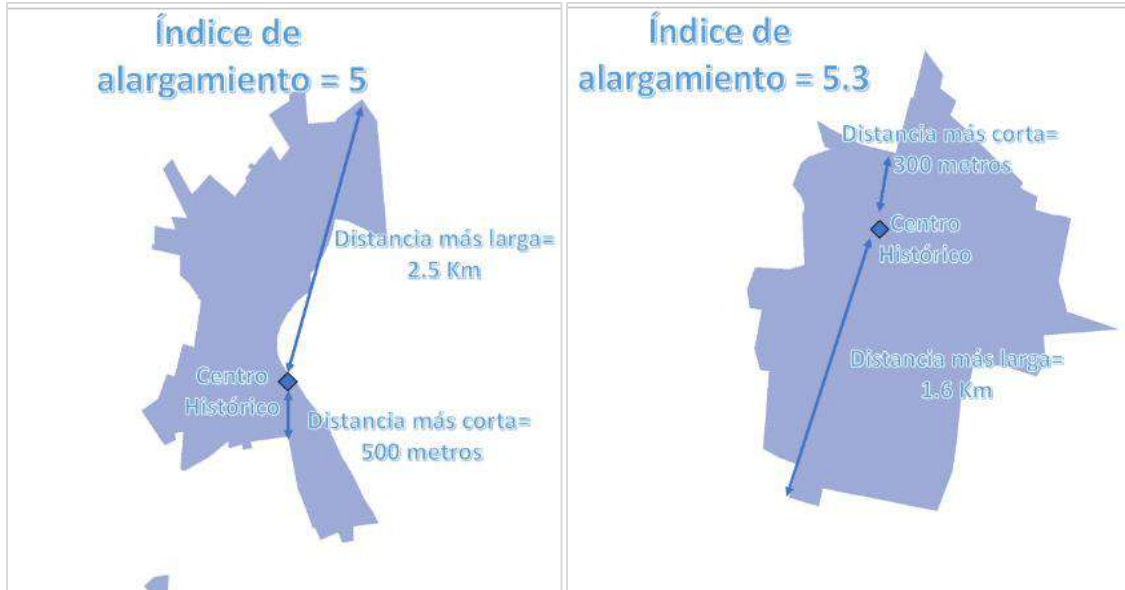 Índice de
alargamiento = 5
Distancia más larga=
2.5 Km
Centro
Histórico
Distancia más corta=
500 metros
Índice de
alargamiento = 5.3
Distancia más corta=
300 metros
Centro
Histórico
Distancia más larga=
1.6 Km